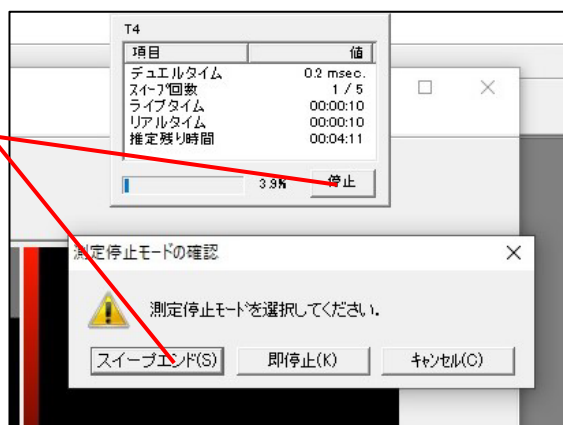 T4
項目 値
デュエルタイム 0.2 msec.
スイープ回数 1 / 5
ライブタイム 00:00:10
リアルタイム 00:00:10
推定残り時間 00:04:11
3.9% 停止
測定停止モードの確認
測定停止モードを選択してください。
スイープエンド(S) 即停止(K) キャンセル(C)